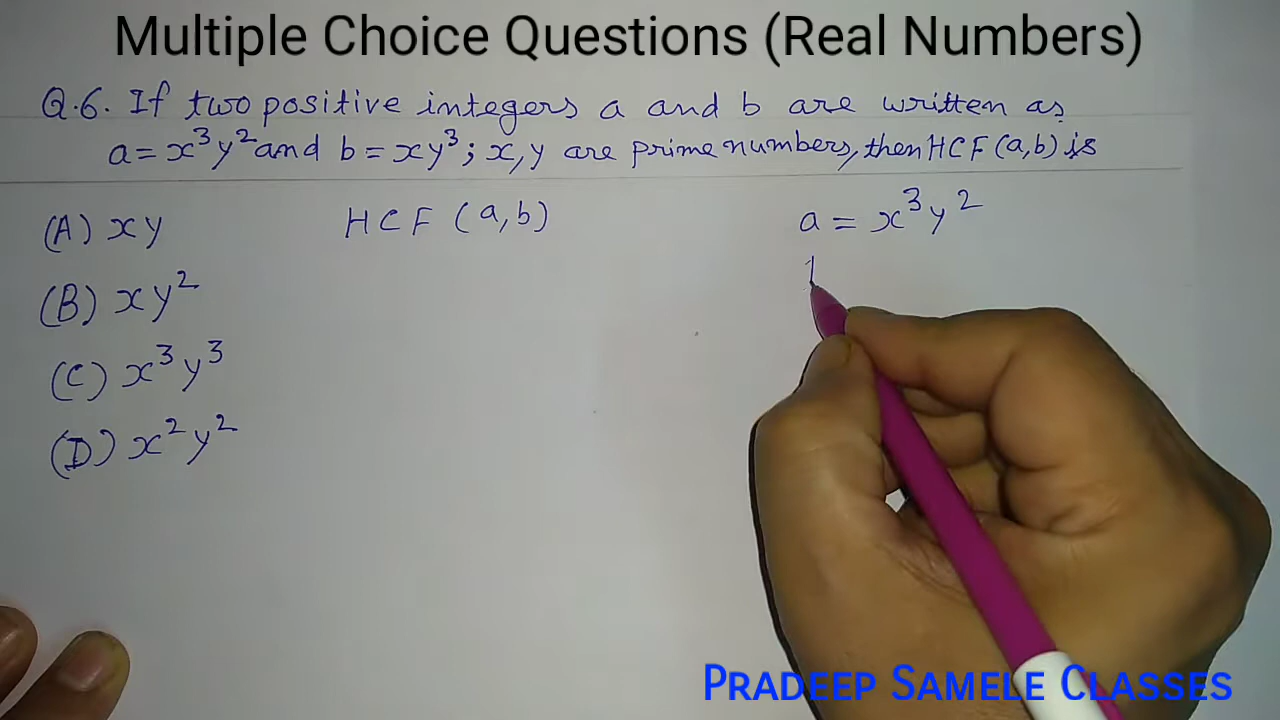 Multiple Choice Questions (Real Numbers)
Q.6. If two positive integers a and b are written as
a = x³y² and b = xy³; x, y are prime numbers, then HCF (a,b) is
(A) xy
HCF (a,b)
a = x³y²
(B) xy²
(C) x³y³
(D) x²y²
PRADEEP SAMELE CLASSES